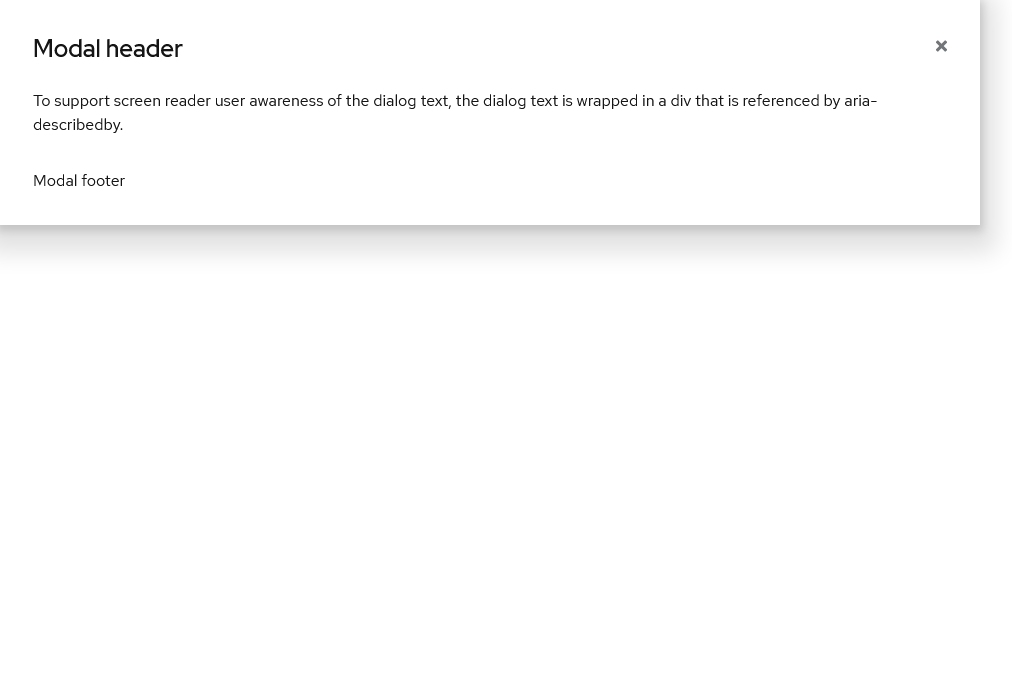 Modal header
To support screen reader user awareness of the dialog text, the dialog text is wrapped in a div that is referenced by aria-
describedby.
Modal footer